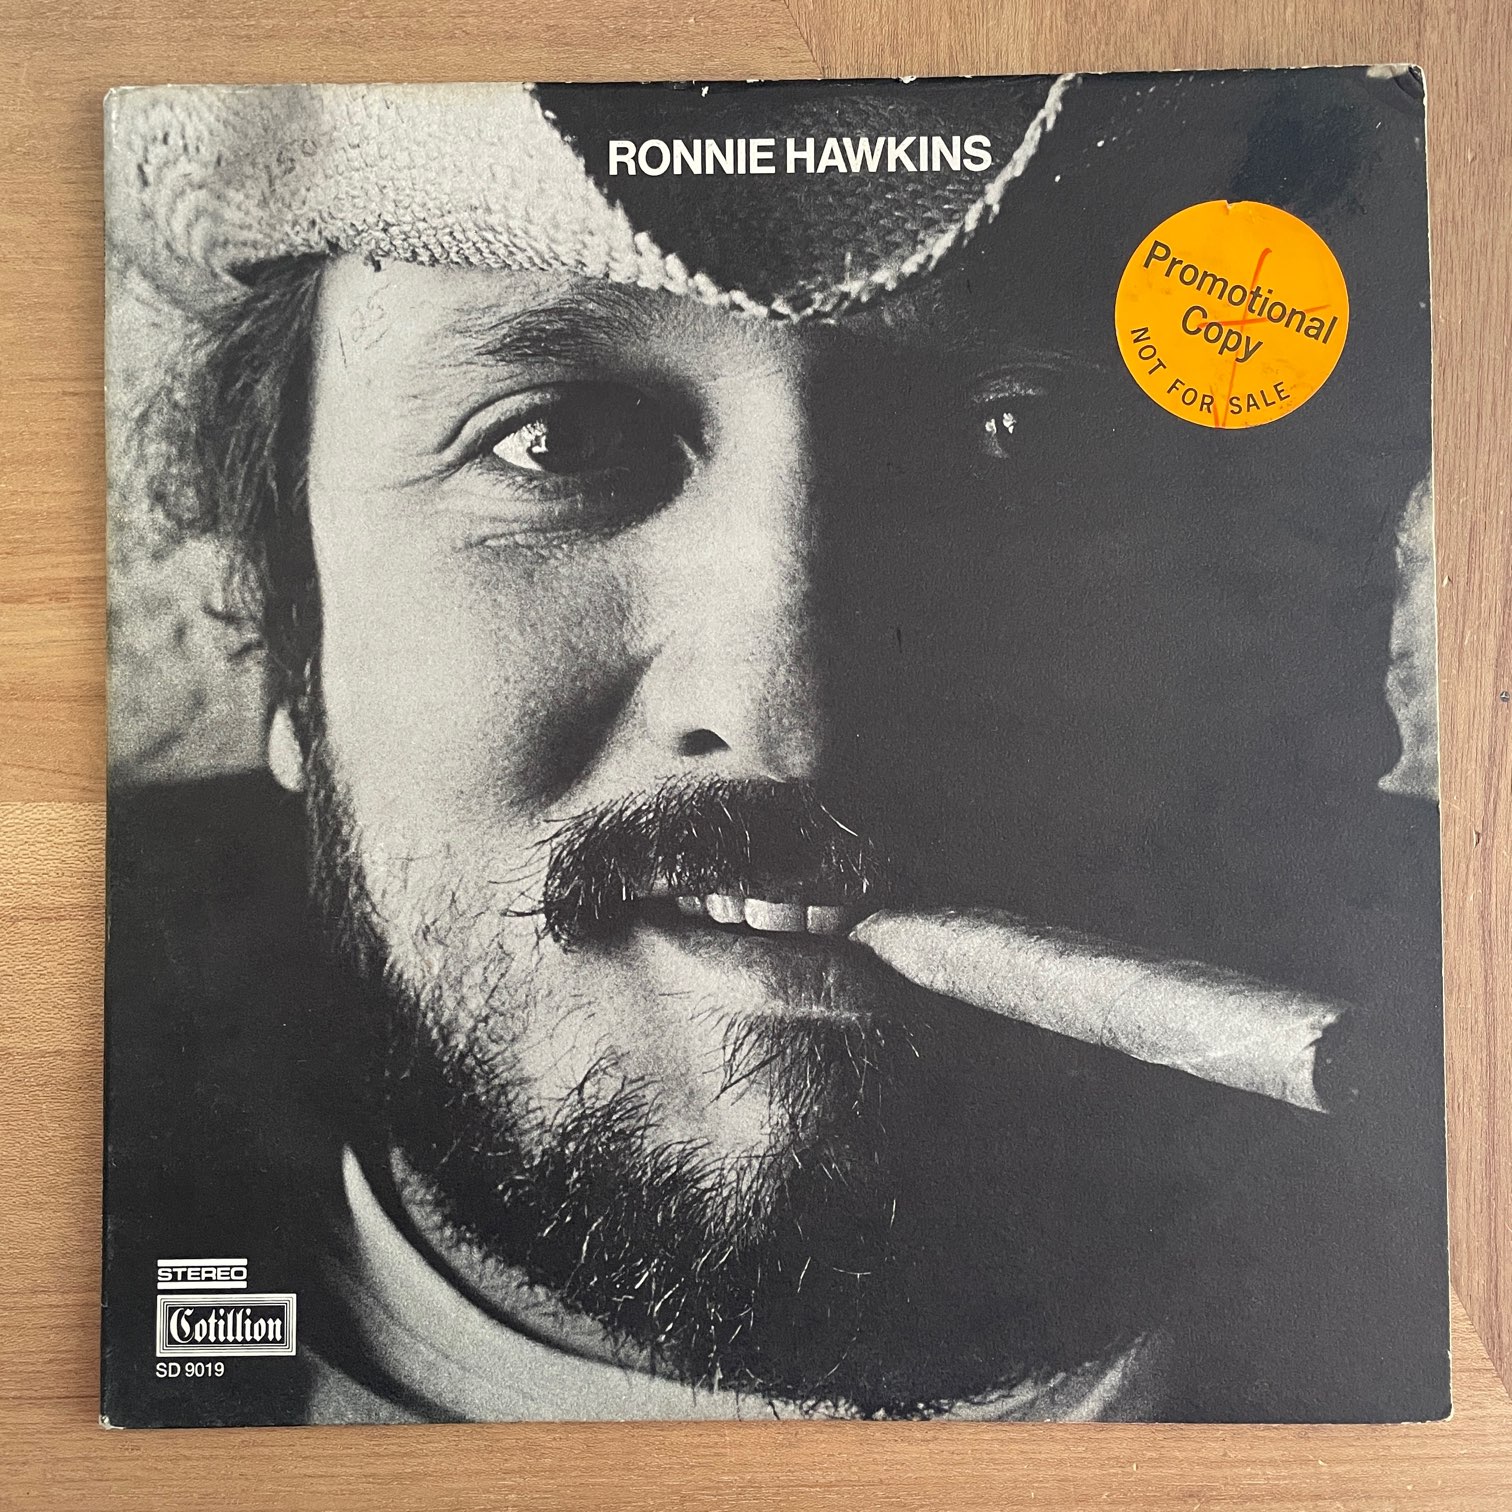 RONNIE HAWKINS
Promotional
Copy
NOT FOR SALE
STEREO
Cotillion
SD 9019